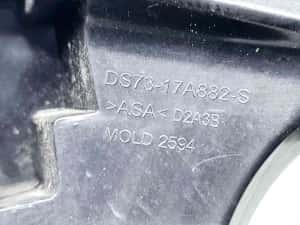 DS73-17A882-S
>ASA< D2A3B
MOLD 2594